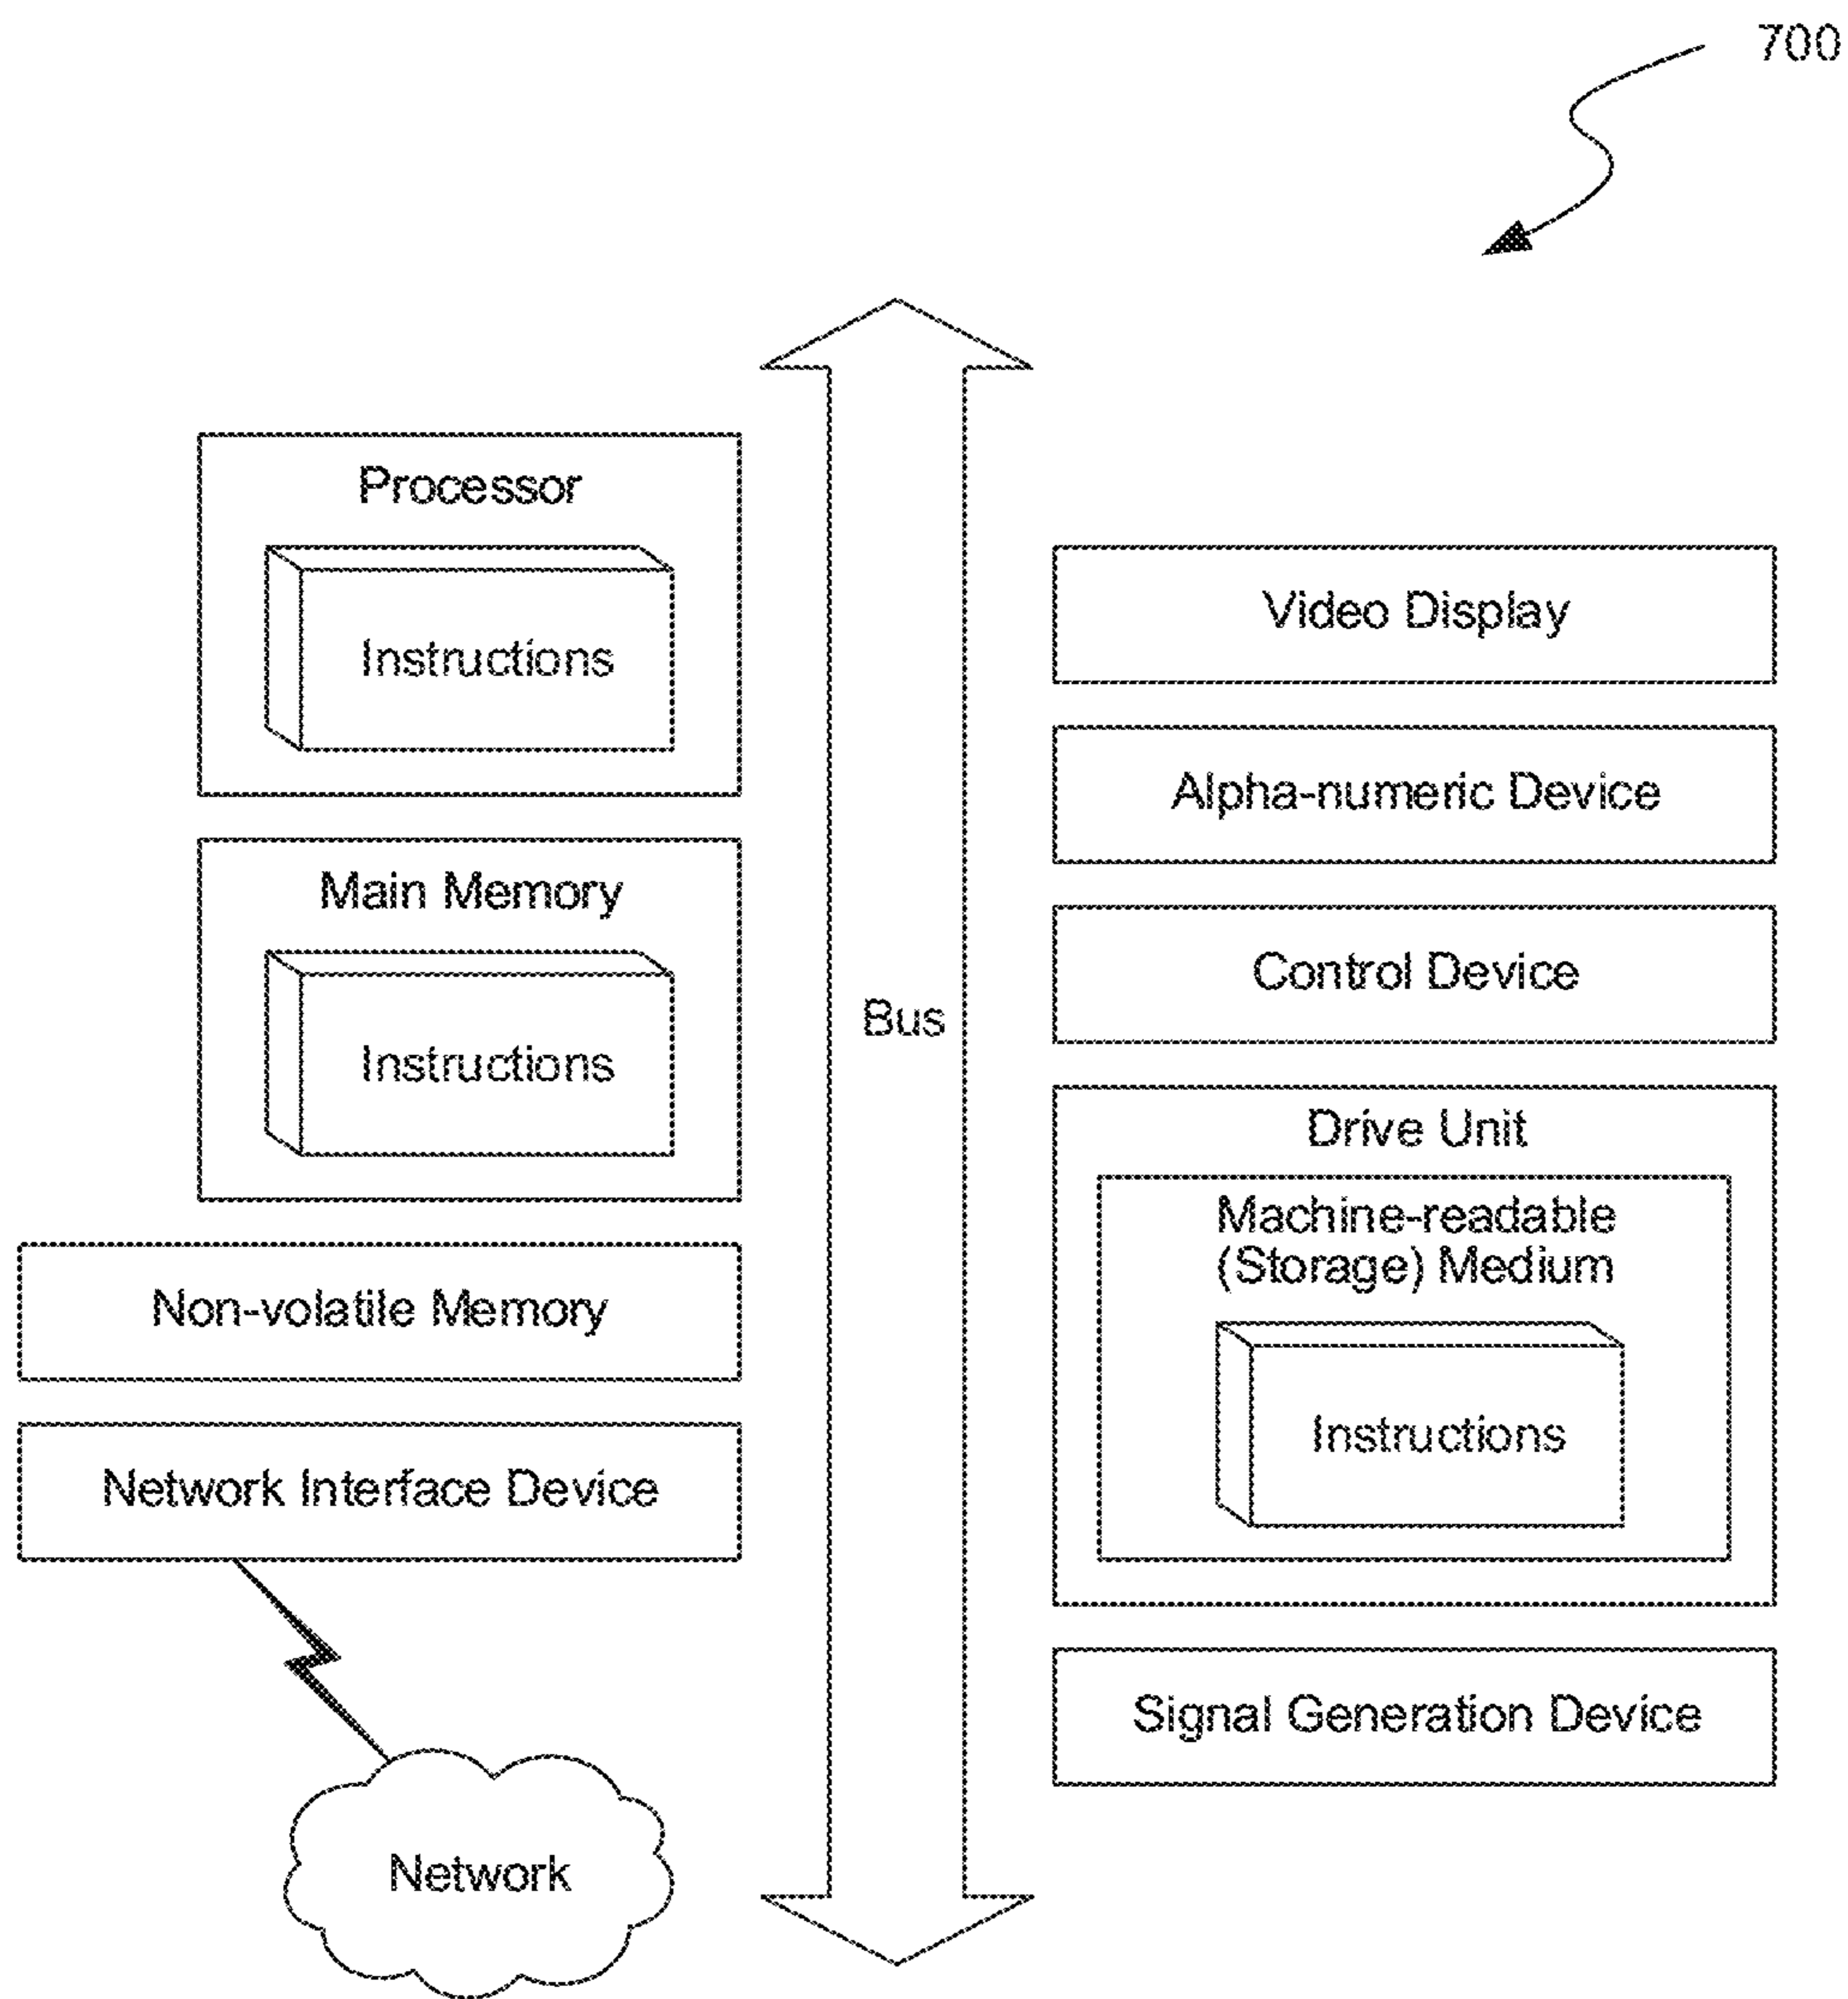 700
Processor
Instructions
Main Memory
Instructions
Non-volatile Memory
Network Interface Device
Network
Bus
Video Display
Alpha-numeric Device
Control Device
Drive Unit
Machine-readable
(Storage) Medium
Instructions
Signal Generation Device